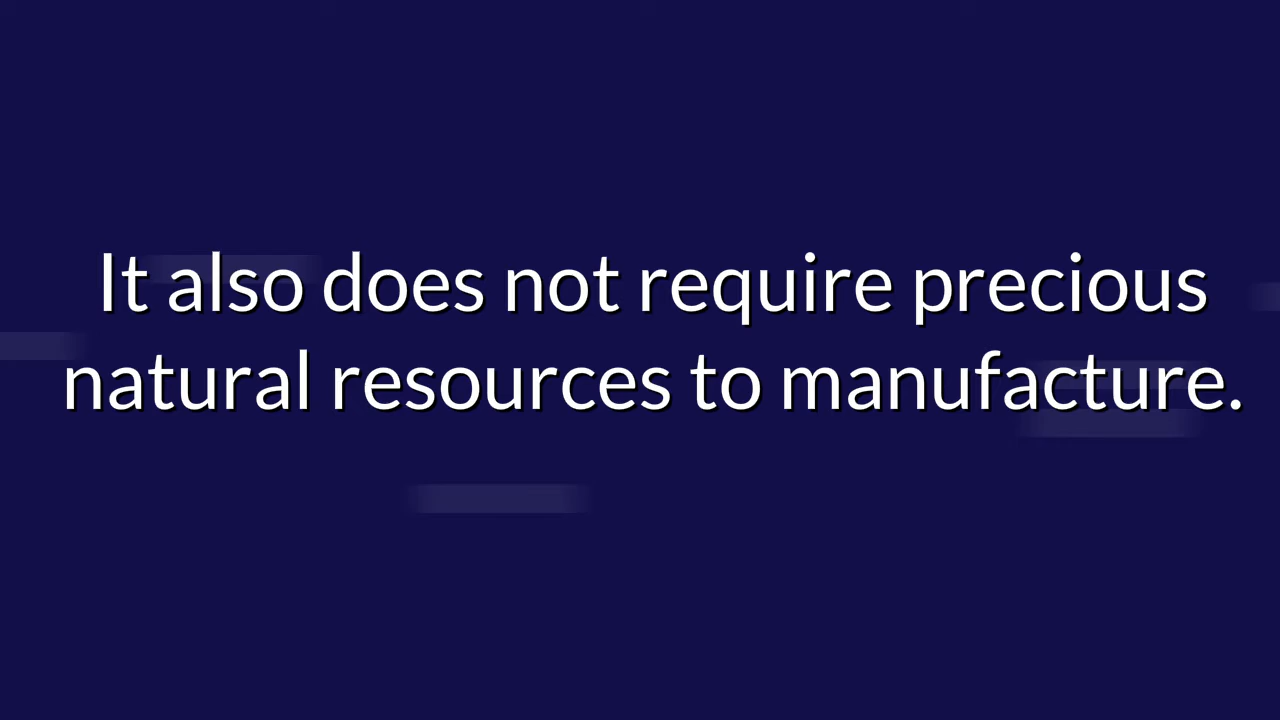 It also does not require precious
natural resources to manufacture.